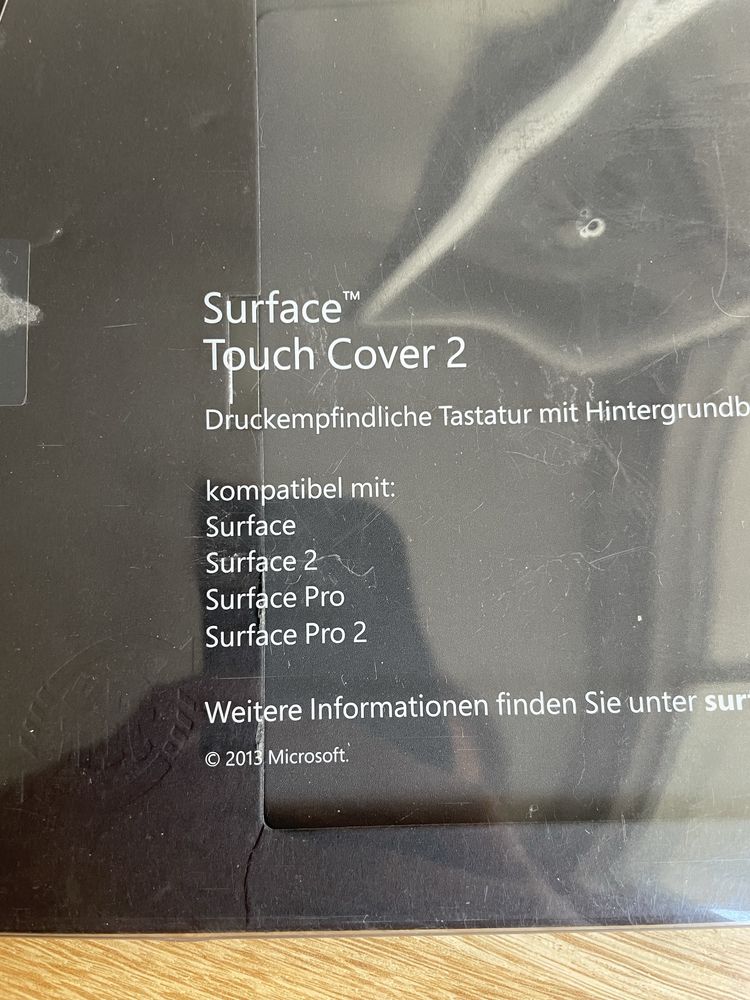 Surface™
Touch Cover 2
Druckempfindliche Tastatur mit Hintergrundb
kompatibel mit:
Surface
Surface 2
Surface Pro
Surface Pro 2
Weitere Informationen finden Sie unter sur
© 2013 Microsoft.